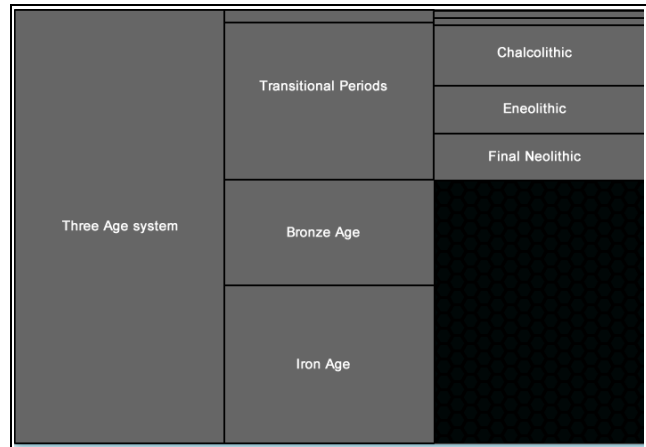 Three Age system
Transitional Periods
Bronze Age
Iron Age
Chalcolithic
Eneolithic
Final Neolithic